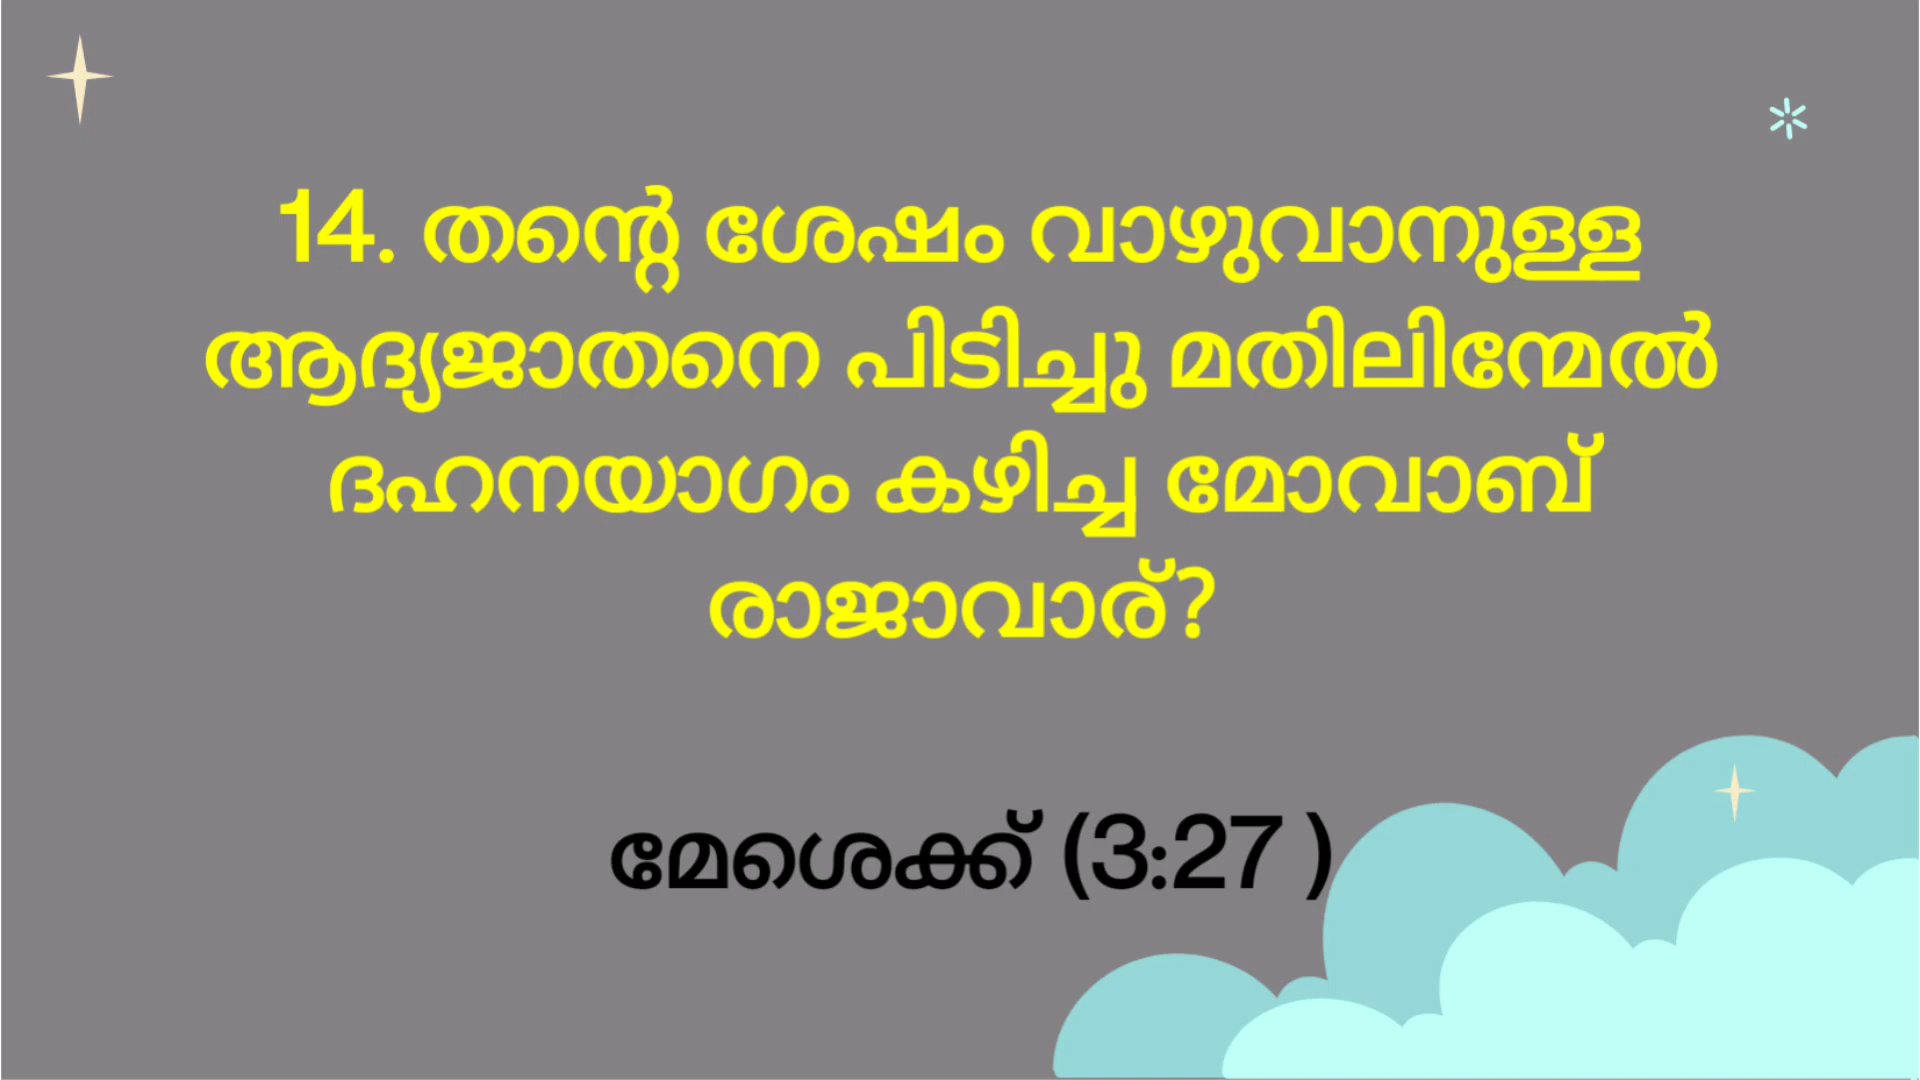 14. തന്റെ ശേഷം വാഴുവാനുള്ള
ആദ്യജാതനെ പിടിച്ചു മതിലിന്മേൽ
ദഹനയാഗം കഴിച്ച മോവാബ്
രാജാവാര്?
മേശെക്ക് (3:27 )